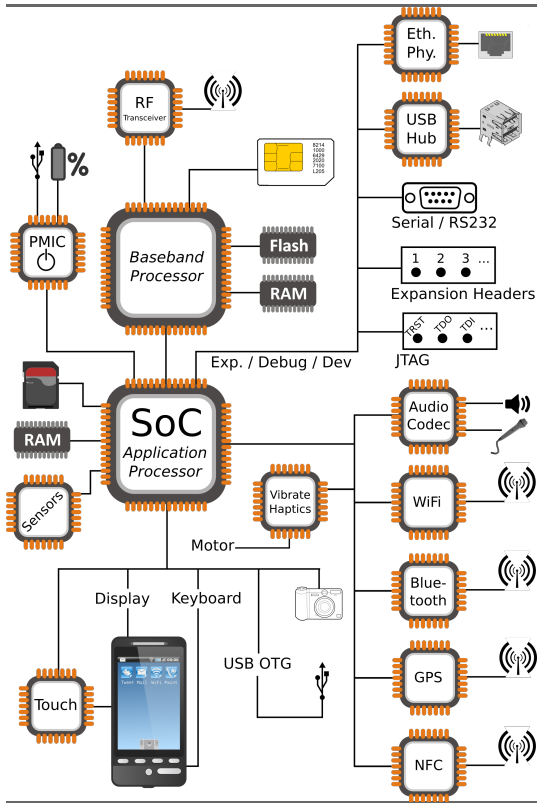 Eth.
Phy.
RF
Transceiver
USB
Hub
8214
1000
6429
2020
7100
L205
%
PMIC
Baseband
Processor
Flash
RAM
Serial / RS232
1 2 3 ...
Expansion Headers
TRST TDO TDI ...
JTAG
Exp. / Debug / Dev
SoC
Application
Processor
RAM
Sensors
Audio
Codec
Vibrate
Haptics
WiFi
Motor
Display
Keyboard
Blue-
tooth
USB OTG
Touch
GPS
NFC